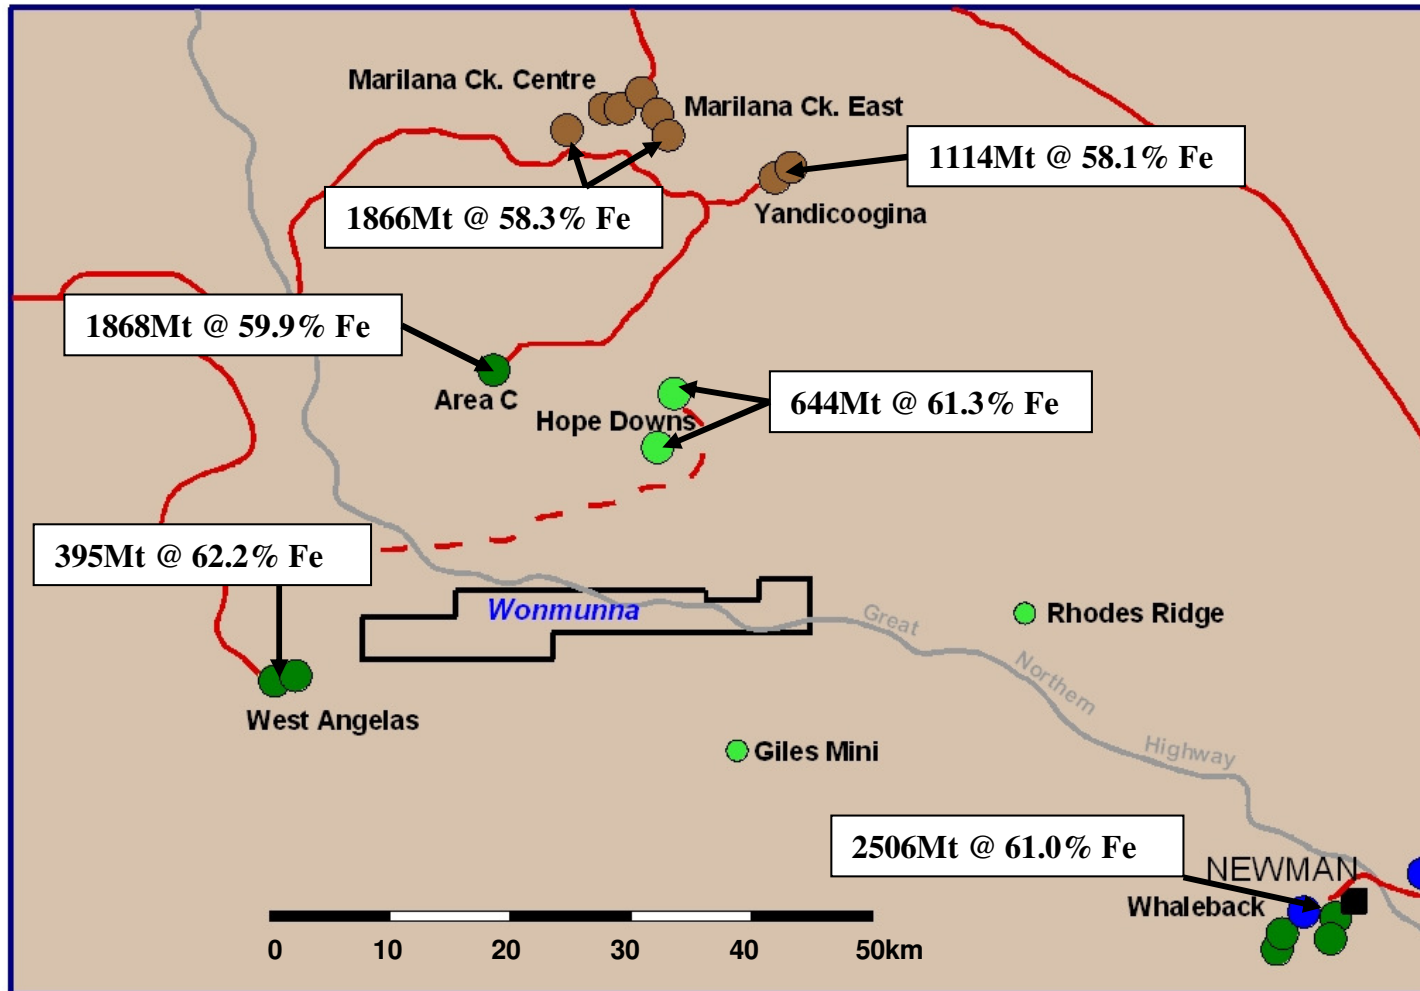 Marilana Ck. Centre
Marilana Ck. East
1114Mt @ 58.1% Fe
1866Mt @ 58.3% Fe
Yandicoogina
1868Mt @ 59.9% Fe
Area C
644Mt @ 61.3% Fe
Hope Downs
395Mt @ 62.2% Fe
Wonmunna
Great
Northern
Highway
Rhodes Ridge
West Angelas
Giles Mini
2506Mt @ 61.0% Fe
NEWMAN
Whaleback
0 10 20 30 40 50km